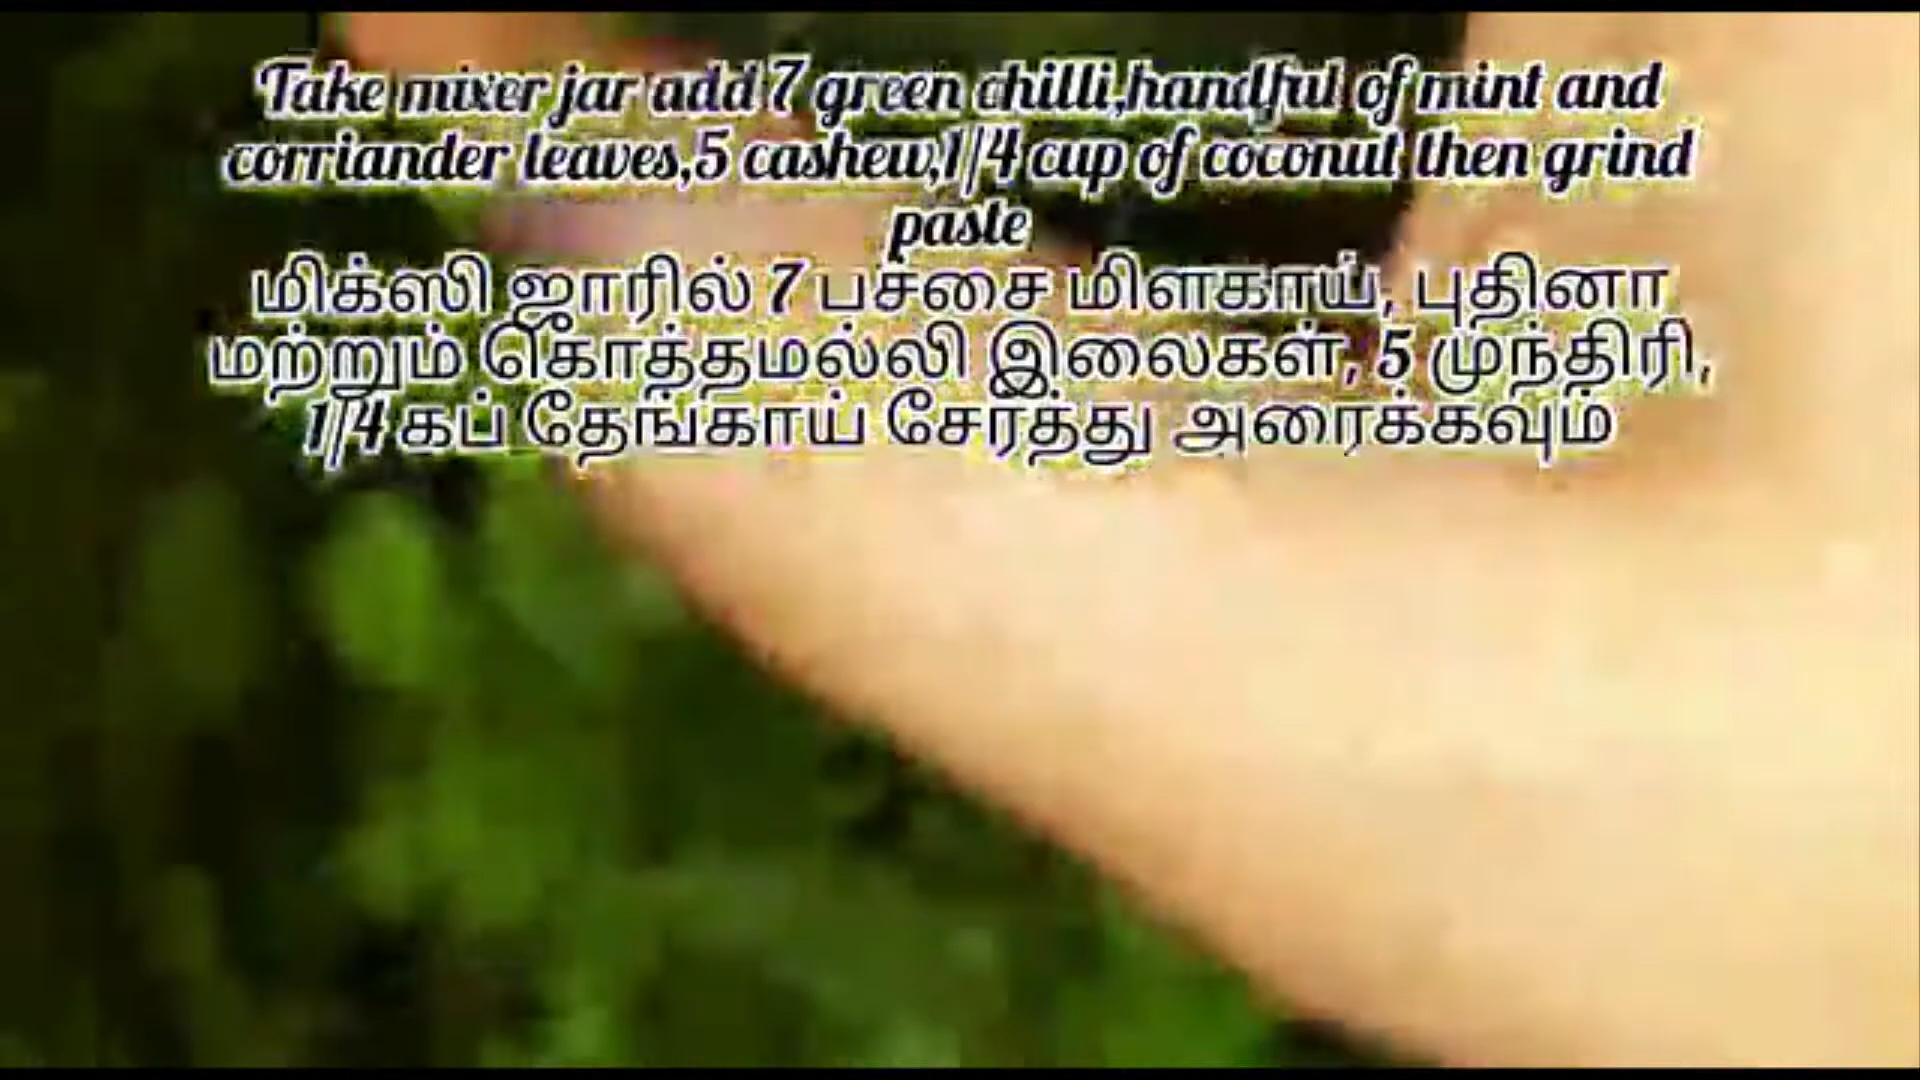 Take mixer jar add 7 green chilli,handful of mint and
corriander leaves,5 cashew,1/4 cup of coconut then grind
paste
மிக்ஸி ஜாரில் 7 பச்சை மிளகாய், புதினா
மற்றும் கொத்தமல்லி இலைகள், 5 முந்திரி,
1/4 கப் தேங்காய் சேர்த்து அரைக்கவும்